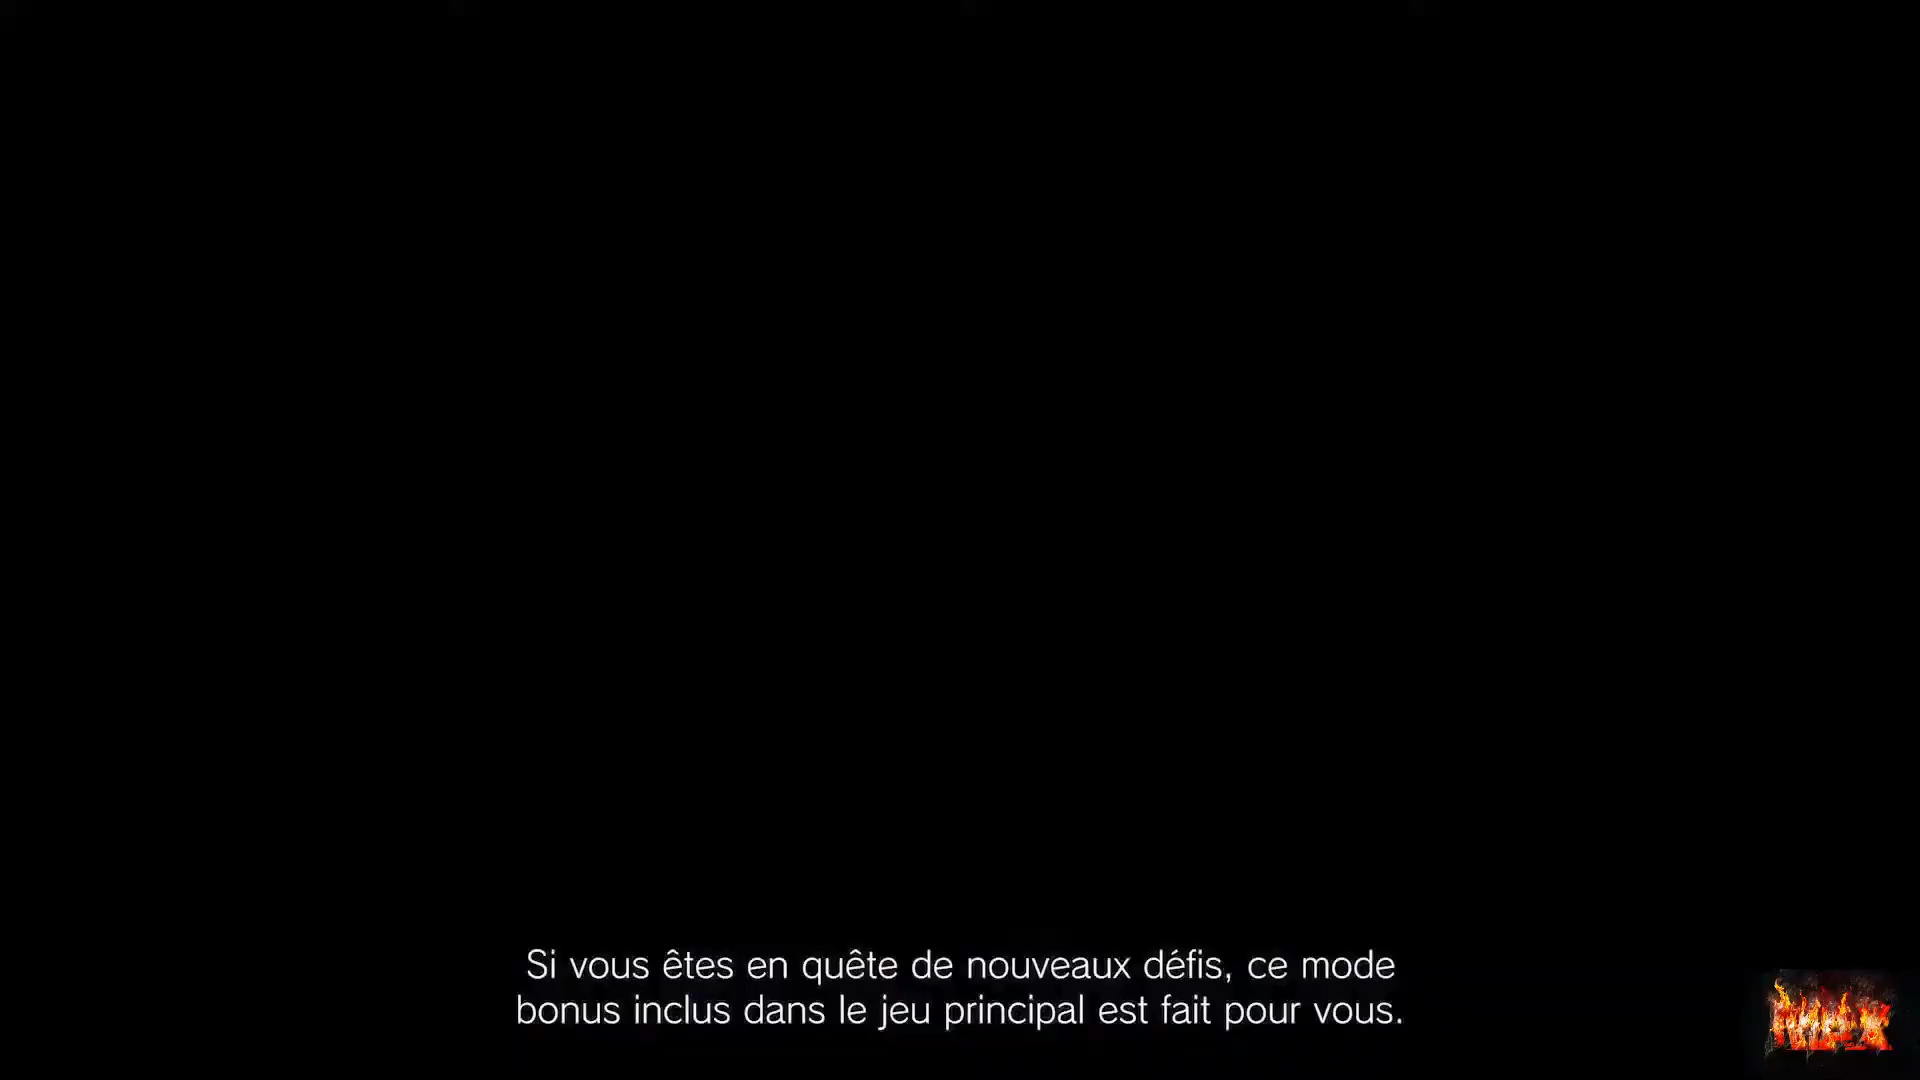 Si vous êtes en quête de nouveaux défis, ce mode
bonus inclus dans le jeu principal est fait pour vous.